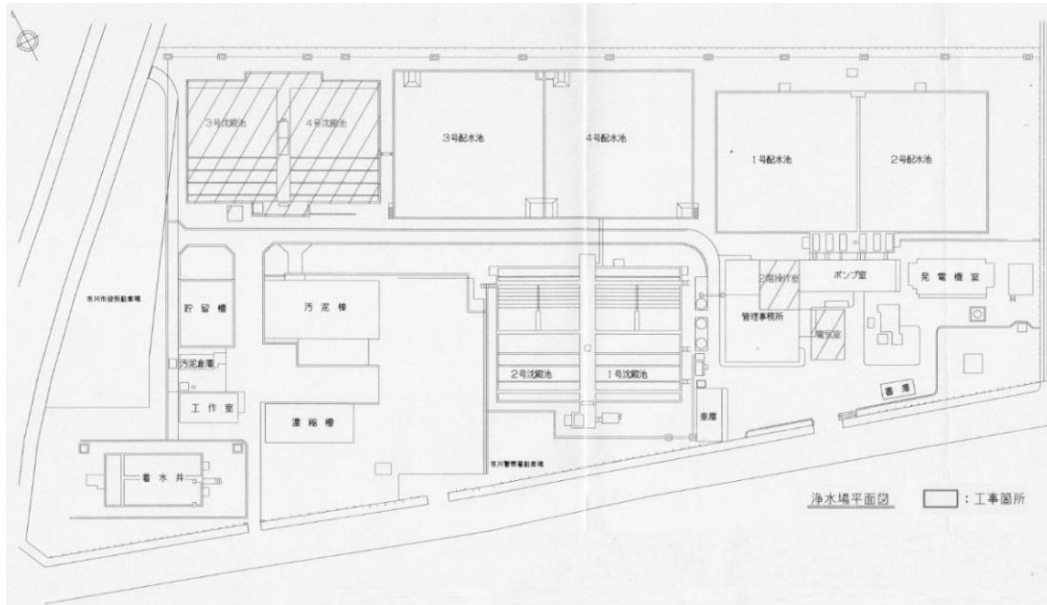 3号沈殿池
4号沈殿池
3号配水池
4号配水池
1号配水池
2号配水池
市川市役所駐車場
貯留槽
汚泥棟
2階操作室
ポンプ室
発電機室
管理事務所
電気室
汚泥倉庫
2号沈殿池
1号沈殿池
工作室
濃縮槽
車庫
書庫
着水井
市川警察署駐車場
浄水場平面図
:工事箇所